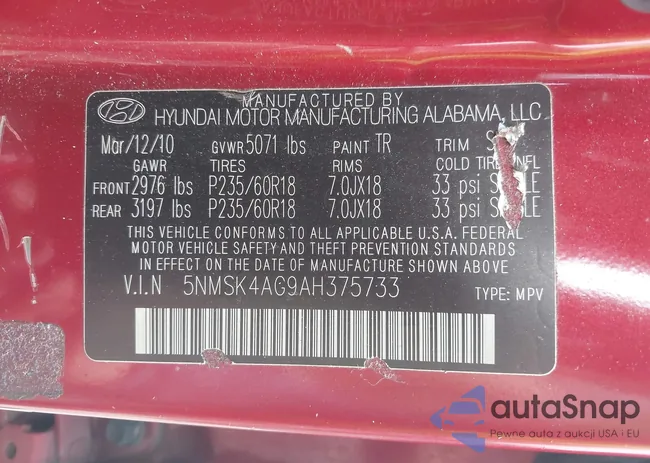 MANUFACTURED BY
HYUNDAI MOTOR MANUFACTURING ALABAMA, LLC
Mar/12/10 GVWR 5071 lbs PAINT TR TRIM
GAWR TIRES RIMS COLD TIRE
FRONT 2976 lbs P235/60R18 7.0JX18 33 psi
REAR 3197 lbs P235/60R18 7.0JX18 33 psi
THIS VEHICLE CONFORMS TO ALL APPLICABLE U.S.A. FEDERAL
MOTOR VEHICLE SAFETY AND THEFT PREVENTION STANDARDS
IN EFFECT ON THE DATE OF MANUFACTURE SHOWN ABOVE
V.I.N 5NMSK4AG9AH375733 TYPE: MPV
autaSnap
Pewne auta z aukcji USA i EU